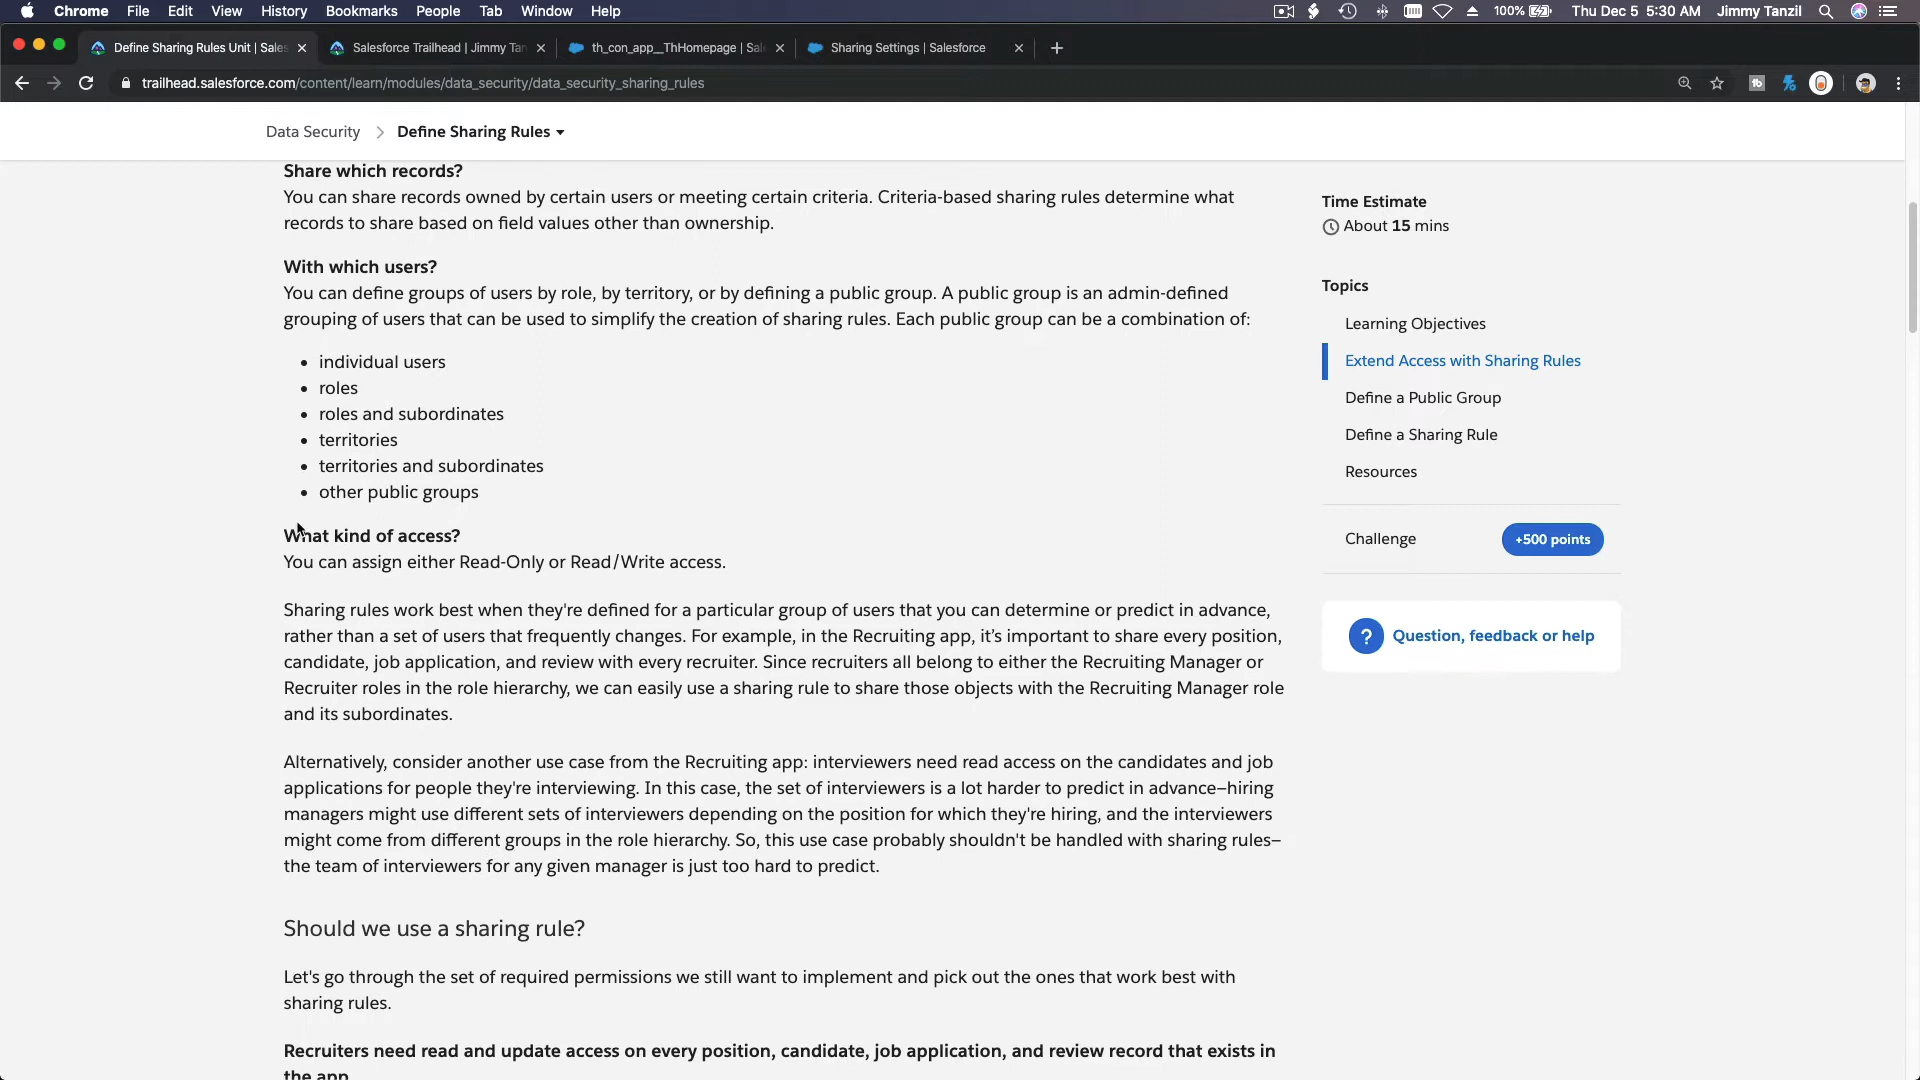 Chrome File Edit View History Bookmarks People Tab Window Help 100% Thu Dec 5 5:30 AM Jimmy Tanzil
Define Sharing Rules Unit | Sales
Salesforce Trailhead | Jimmy Tan
th_con_app__ThHomepage | Sal
Sharing Settings | Salesforce
trailhead.salesforce.com/content/learn/modules/data_security/data_security_sharing_rules
Data Security > Define Sharing Rules
Share which records?
You can share records owned by certain users or meeting certain criteria. Criteria-based sharing rules determine what
records to share based on field values other than ownership.
With which users?
You can define groups of users by role, by territory, or by defining a public group. A public group is an admin-defined
grouping of users that can be used to simplify the creation of sharing rules. Each public group can be a combination of:
• individual users
• roles
• roles and subordinates
• territories
• territories and subordinates
• other public groups
What kind of access?
You can assign either Read-Only or Read/Write access.
Sharing rules work best when they're defined for a particular group of users that you can determine or predict in advance,
rather than a set of users that frequently changes. For example, in the Recruiting app, it's important to share every position,
candidate, job application, and review with every recruiter. Since recruiters all belong to either the Recruiting Manager or
Recruiter roles in the role hierarchy, we can easily use a sharing rule to share those objects with the Recruiting Manager role
and its subordinates.
Alternatively, consider another use case from the Recruiting app: interviewers need read access on the candidates and job
applications for people they're interviewing. In this case, the set of interviewers is a lot harder to predict in advance—hiring
managers might use different sets of interviewers depending on the position for which they're hiring, and the interviewers
might come from different groups in the role hierarchy. So, this use case probably shouldn't be handled with sharing rules—
the team of interviewers for any given manager is just too hard to predict.
Should we use a sharing rule?
Let's go through the set of required permissions we still want to implement and pick out the ones that work best with
sharing rules.
Recruiters need read and update access on every position, candidate, job application, and review record that exists in
the app.
Time Estimate
About 15 mins
Topics
Learning Objectives
Extend Access with Sharing Rules
Define a Public Group
Define a Sharing Rule
Resources
Challenge
+500 points
? Question, feedback or help